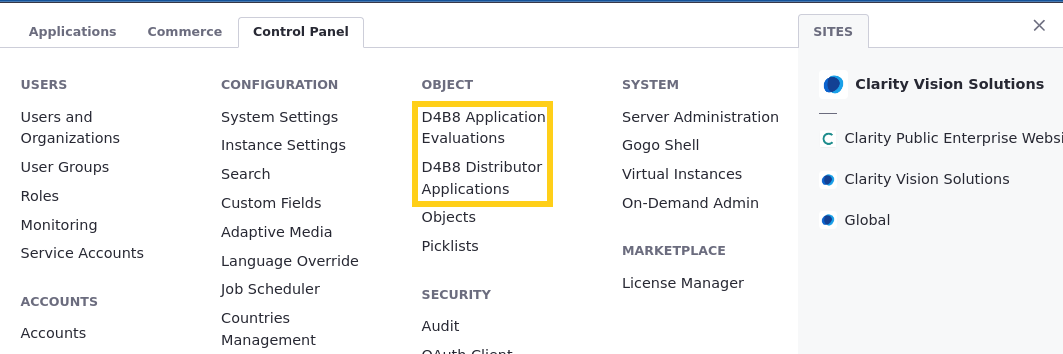 Applications
Commerce
Control Panel
SITES
USERS
Users and
Organizations
User Groups
Roles
Monitoring
Service Accounts
ACCOUNTS
Accounts
CONFIGURATION
System Settings
Instance Settings
Search
Custom Fields
Adaptive Media
Language Override
Job Scheduler
Countries
Management
OBJECT
D4B8 Application
Evaluations
D4B8 Distributor
Applications
Objects
Picklists
SECURITY
Audit
OAuth Client
SYSTEM
Server Administration
Gogo Shell
Virtual Instances
On-Demand Admin
MARKETPLACE
License Manager
Clarity Vision Solutions
Clarity Public Enterprise Websi
Clarity Vision Solutions
Global